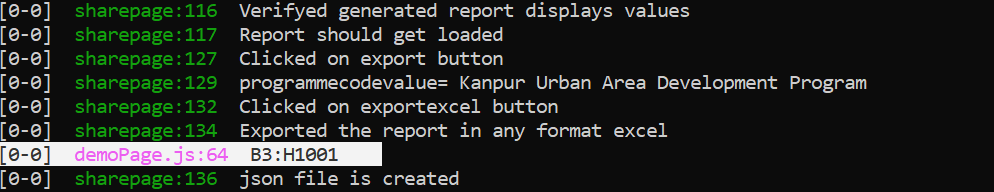 [0-0] sharepage:116 Verifyed generated report displays values
[0-0] sharepage:117 Report should get loaded
[0-0] sharepage:127 Clicked on export button
[0-0] sharepage:129 programmecodevalue= Kanpur Urban Area Development Program
[0-0] sharepage:132 Clicked on exportexcel button
[0-0] sharepage:134 Exported the report in any format excel
[0-0] demoPage.js:64 B3:H1001
[0-0] sharepage:136 json file is created